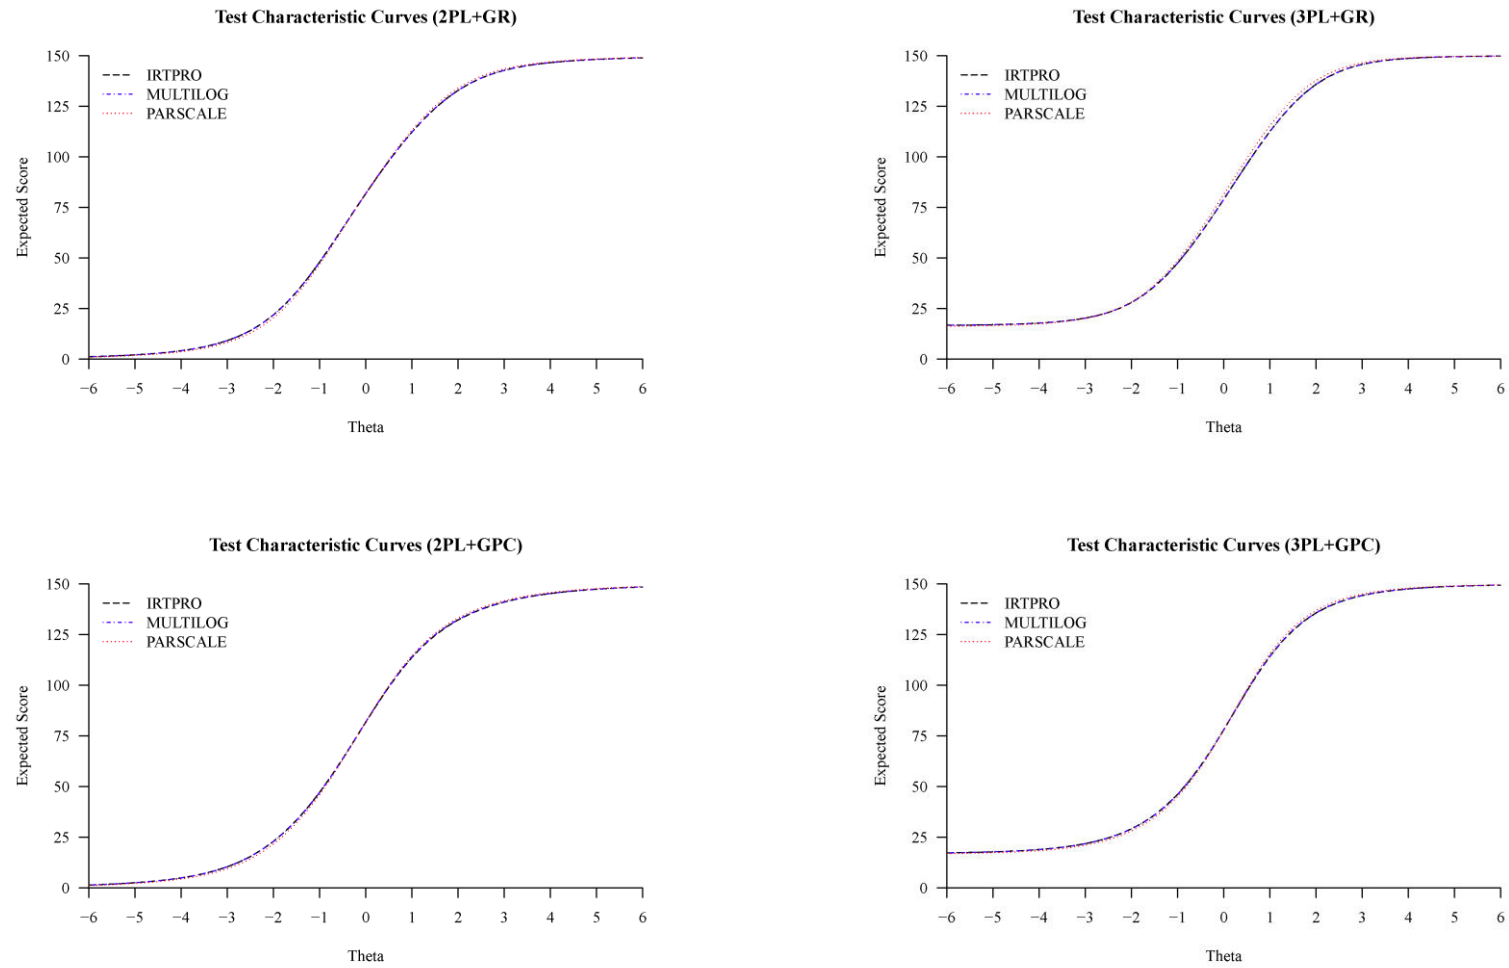 Test Characteristic Curves (2PL+GR)
150
125
100
75
50
25
0
Expected Score
IRTPRO
MULTILOG
PARSCALE
−6 −5 −4 −3 −2 −1 0 1 2 3 4 5 6
Theta
Test Characteristic Curves (3PL+GR)
150
125
100
75
50
25
0
Expected Score
IRTPRO
MULTILOG
PARSCALE
−6 −5 −4 −3 −2 −1 0 1 2 3 4 5 6
Theta
Test Characteristic Curves (2PL+GPC)
150
125
100
75
50
25
0
Expected Score
IRTPRO
MULTILOG
PARSCALE
−6 −5 −4 −3 −2 −1 0 1 2 3 4 5 6
Theta
Test Characteristic Curves (3PL+GPC)
150
125
100
75
50
25
0
Expected Score
IRTPRO
MULTILOG
PARSCALE
−6 −5 −4 −3 −2 −1 0 1 2 3 4 5 6
Theta